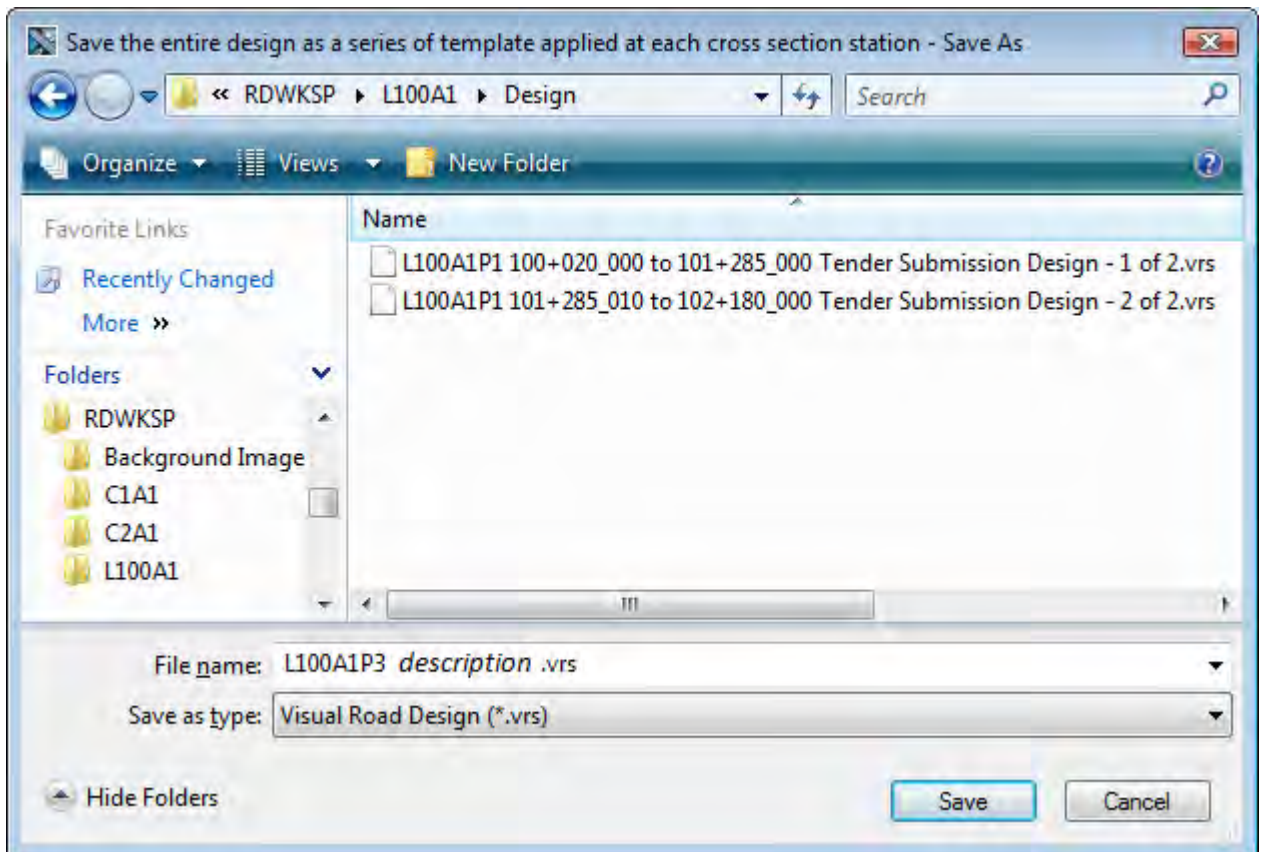 Save the entire design as a series of template applied at each cross section station - Save As
« RDWKSP ▸ L100A1 ▸ Design
Search
Organize
Views
New Folder
Favorite Links
Recently Changed
More »
Folders
RDWKSP
Background Image
C1A1
C2A1
L100A1
Name
L100A1P1 100+020_000 to 101+285_000 Tender Submission Design - 1 of 2.vrs
L100A1P1 101+285_010 to 102+180_000 Tender Submission Design - 2 of 2.vrs
File name: L100A1P3 description .vrs
Save as type: Visual Road Design (*.vrs)
Hide Folders
Save
Cancel